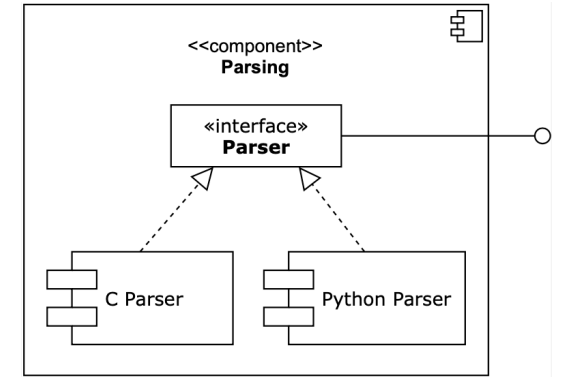 <<component>>
Parsing
«interface»
Parser
C Parser
Python Parser